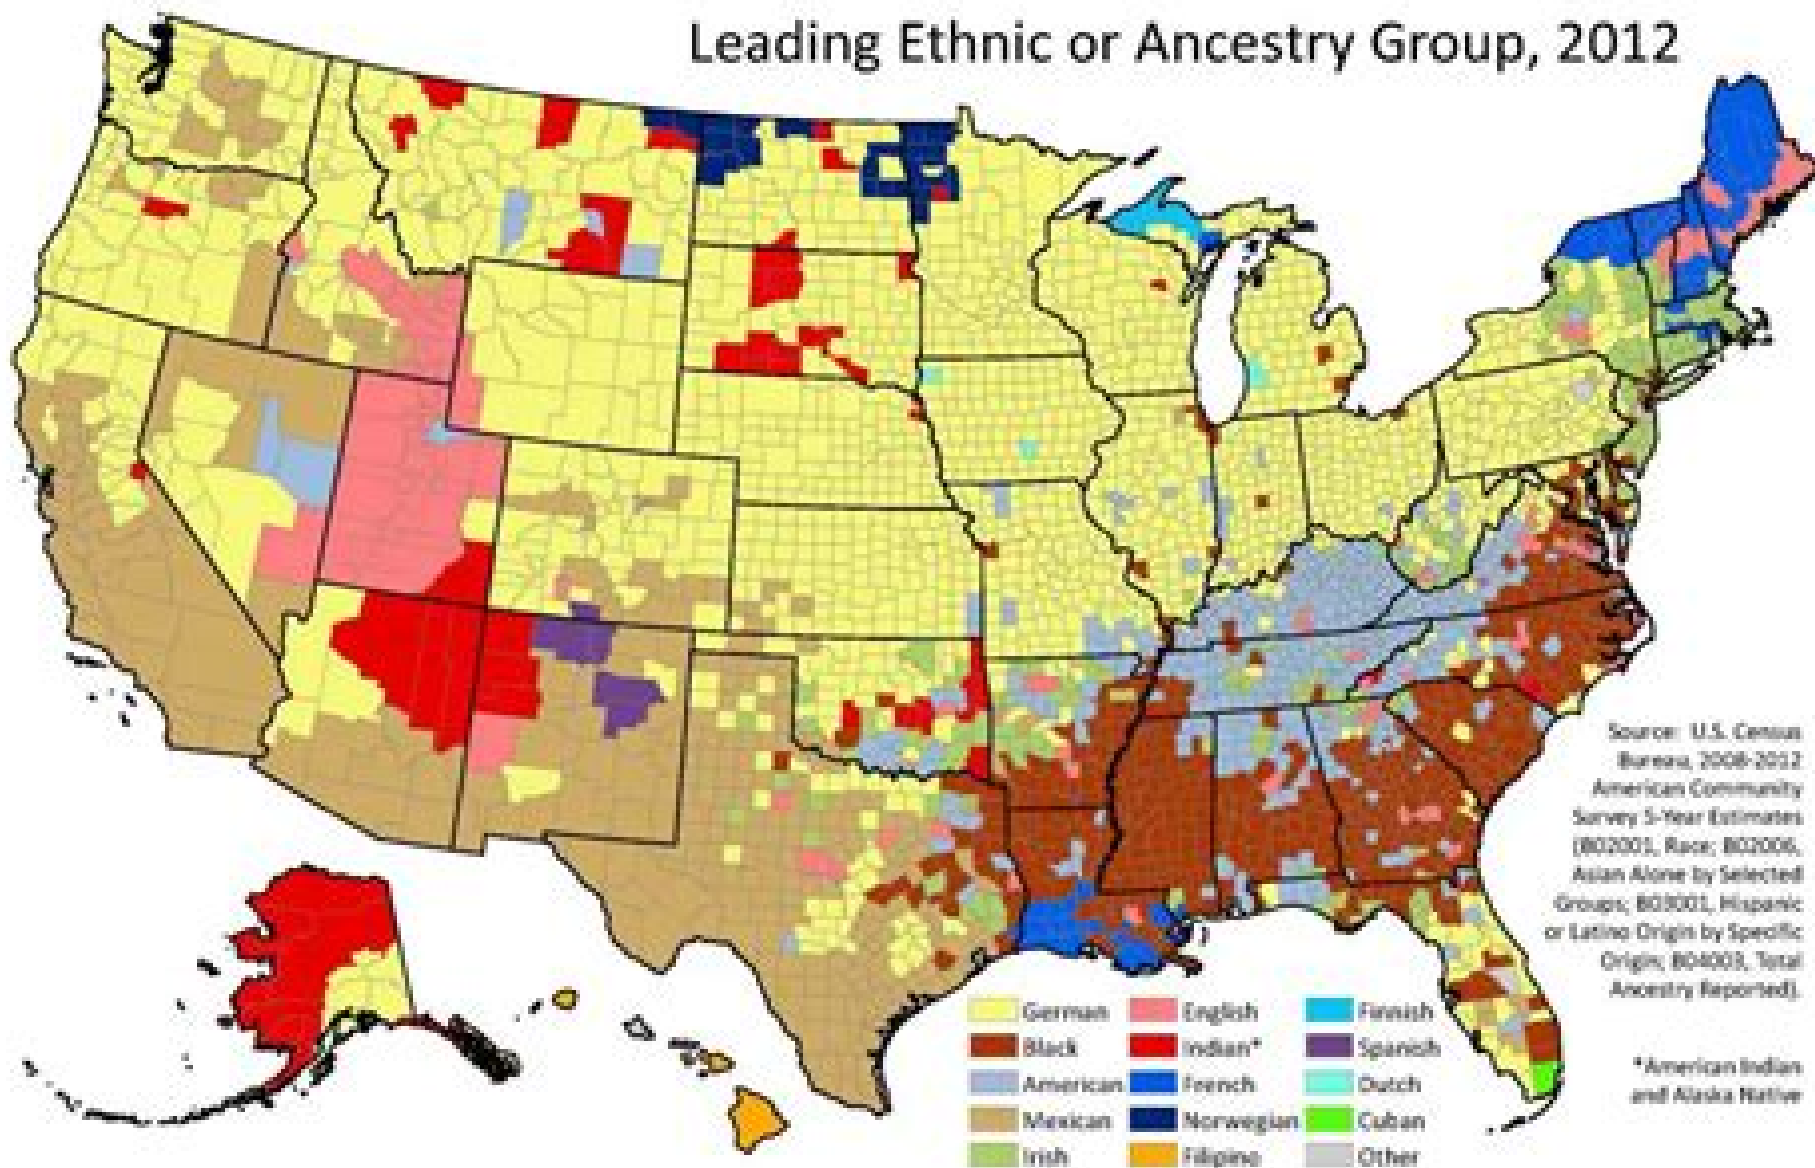 Leading Ethnic or Ancestry Group, 2012
Source: U.S. Census
Bureau, 2008-2012
American Community
Survey 5-Year Estimates
(B02001, Race; B02006,
Asian Alone by Selected
Groups; B03001, Hispanic
or Latino Origin by Specific
Origin; B04003, Total
Ancestry Reported).
*American Indian
and Alaska Native
German English Finnish
Black Indian* Spanish
American French Dutch
Mexican Norwegian Cuban
Irish Filipino Other